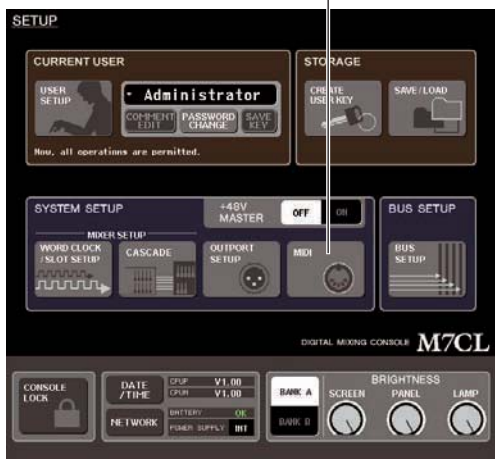 SETUP
CURRENT USER
STORAGE
USER
SETUP
Administrator
COMMENT
EDIT
PASSWORD
CHANGE
SAVE
KEY
Now, all operations are permitted.
CREATE
USER KEY
SAVE/LOAD
SYSTEM SETUP
+48V
MASTER
OFF
ON
BUS SETUP
MIXER SETUP
WORD CLOCK
/SLOT SETUP
CASCADE
OUTPORT
SETUP
MIDI
BUS
SETUP
DIGITAL MIXING CONSOLE M7CL
CONSOLE
LOCK
DATE
/TIME
CPUP V1.00
CPUM V1.00
NETWORK
BATTERY OK
POWER SUPPLY INT
BANK A
BANK B
BRIGHTNESS
SCREEN
PANEL
LAMP